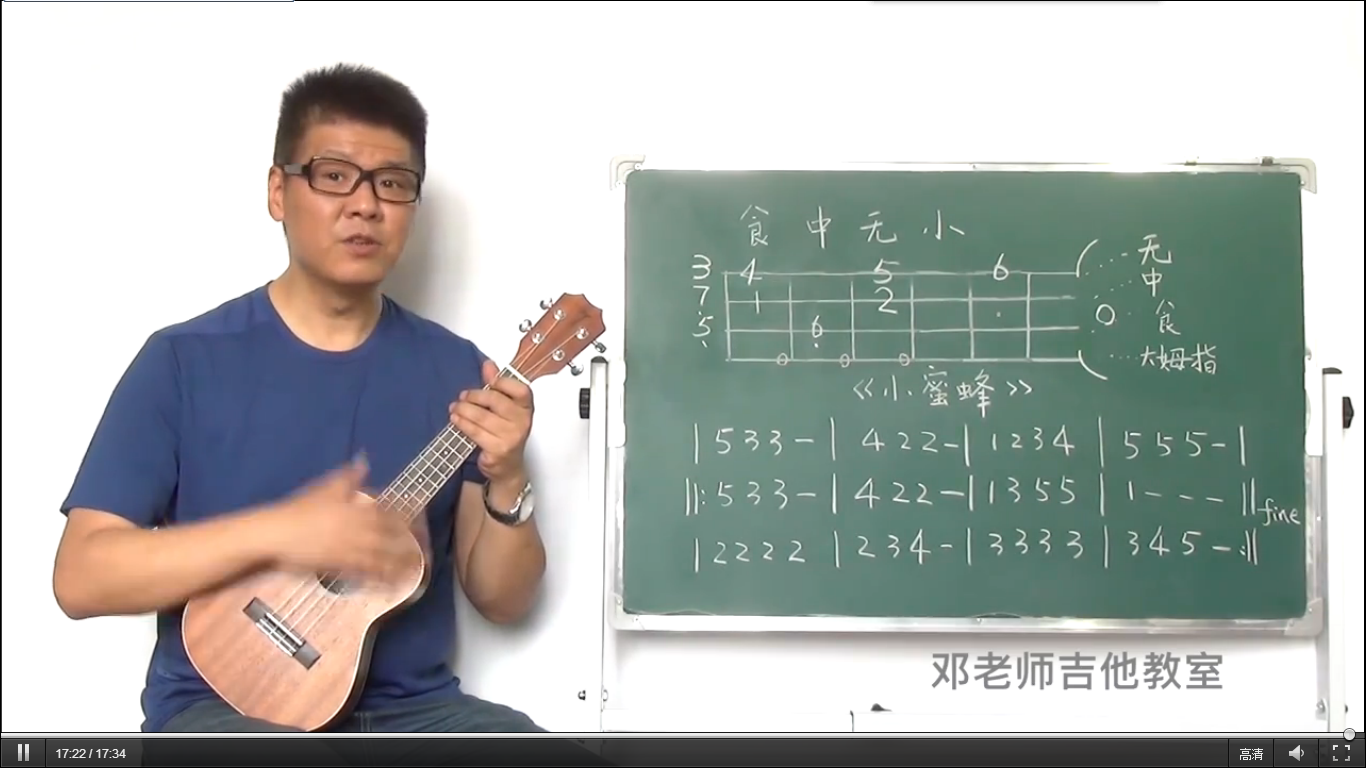 食 中 无 小
3 4 5 6 无
7 1 2 中
5 6 食
大姆指
《小蜜蜂》
| 5 3 3 - | 4 2 2 - | 1 2 3 4 | 5 5 5 - |
‖: 5 3 3 - | 4 2 2 - | 1 3 5 5 | 1 - - - ‖ fine
| 2 2 2 2 | 2 3 4 - | 3 3 3 3 | 3 4 5 - :‖
邓老师吉他教室
17:22 / 17:34
高清